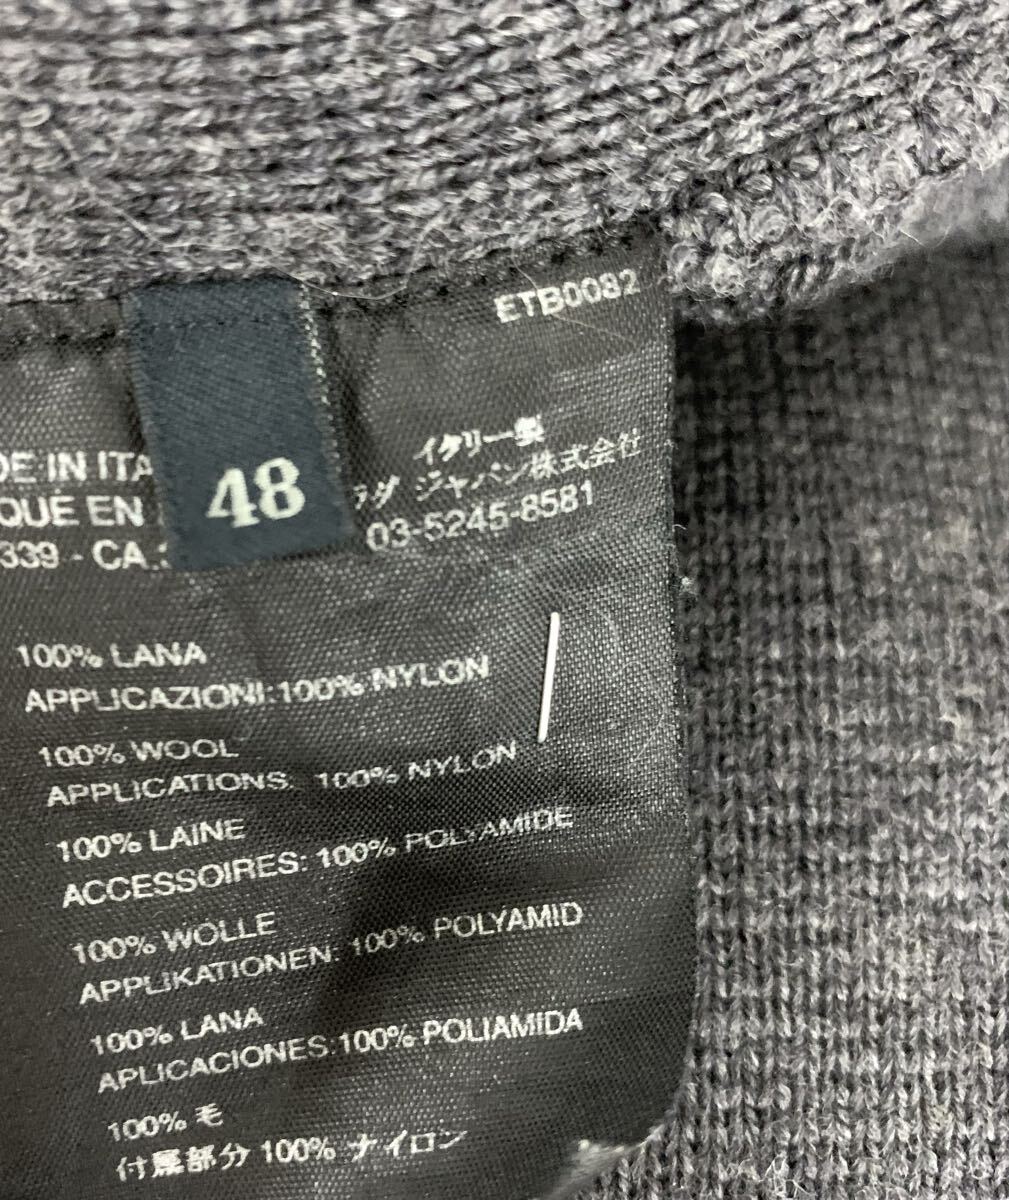 ETB0082
DE IN ITA
48
イタリー製
ラダ ジャパン株式会社
QUE EN
03-5245-8581
339 - CA.
100% LANA
APPLICAZIONI:100% NYLON
100% WOOL
APPLICATIONS: 100% NYLON
100% LAINE
ACCESSOIRES: 100% POLYAMIDE
100% WOLLE
APPLIKATIONEN: 100% POLYAMID
100% LANA
APLICACIONES:100% POLIAMIDA
100% 毛
付属部分 100% ナイロン